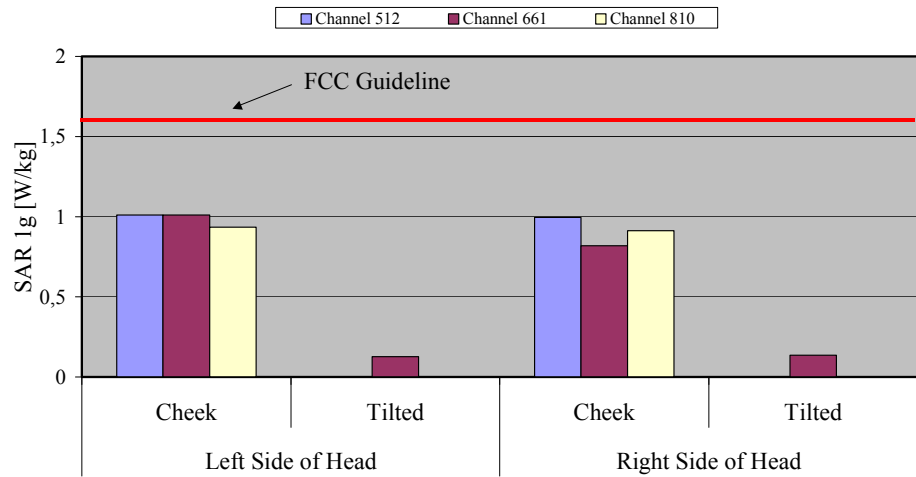 Channel 512 Channel 661 Channel 810
2
FCC Guideline
1,5
1
0,5
0
SAR 1g [W/kg]
Cheek Tilted Cheek Tilted
Left Side of Head Right Side of Head